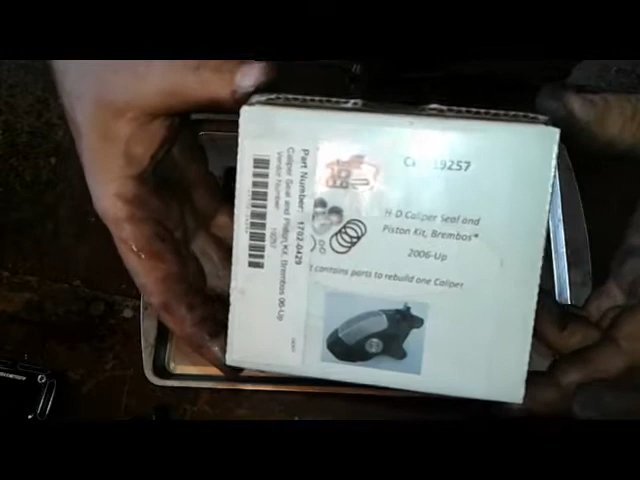 Part Number: 1702-0429
Caliper Seal and Piston Kit, Brembos 06-Up
Vendor Number: 19257
19257
H-D Caliper Seal and
Piston Kit, Brembos®
2006-Up
contains parts to rebuild one Caliper